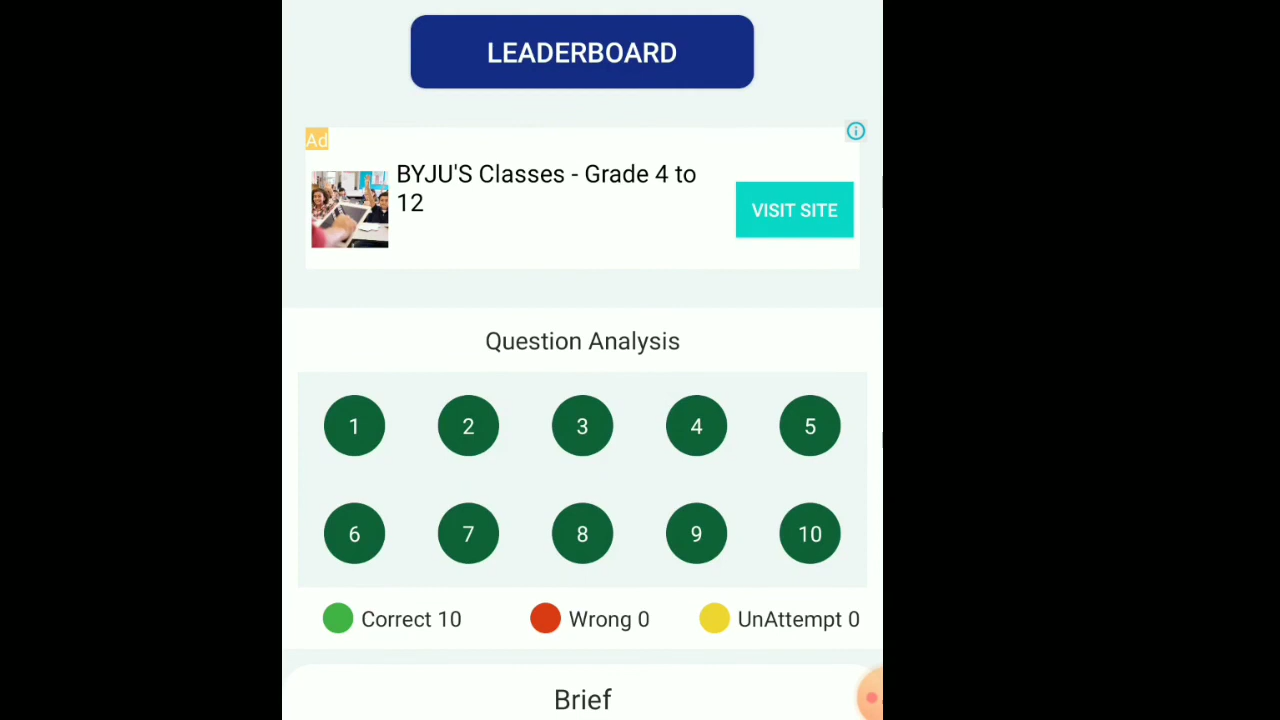 LEADERBOARD
Ad
BYJU'S Classes - Grade 4 to
12
VISIT SITE
Question Analysis
1 2 3 4 5
6 7 8 9 10
Correct 10 Wrong 0 UnAttempt 0
Brief